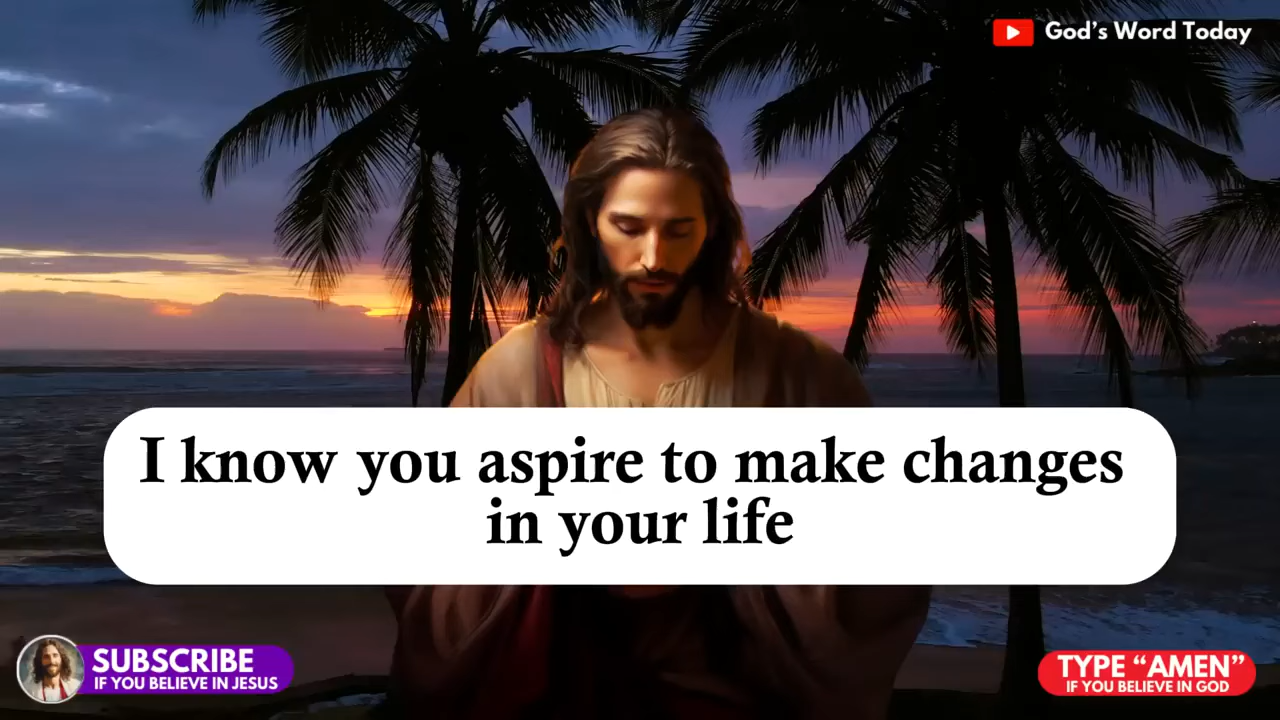 God's Word Today
I know you aspire to make changes
in your life
SUBSCRIBE
IF YOU BELIEVE IN JESUS
TYPE “AMEN”
IF YOU BELIEVE IN GOD